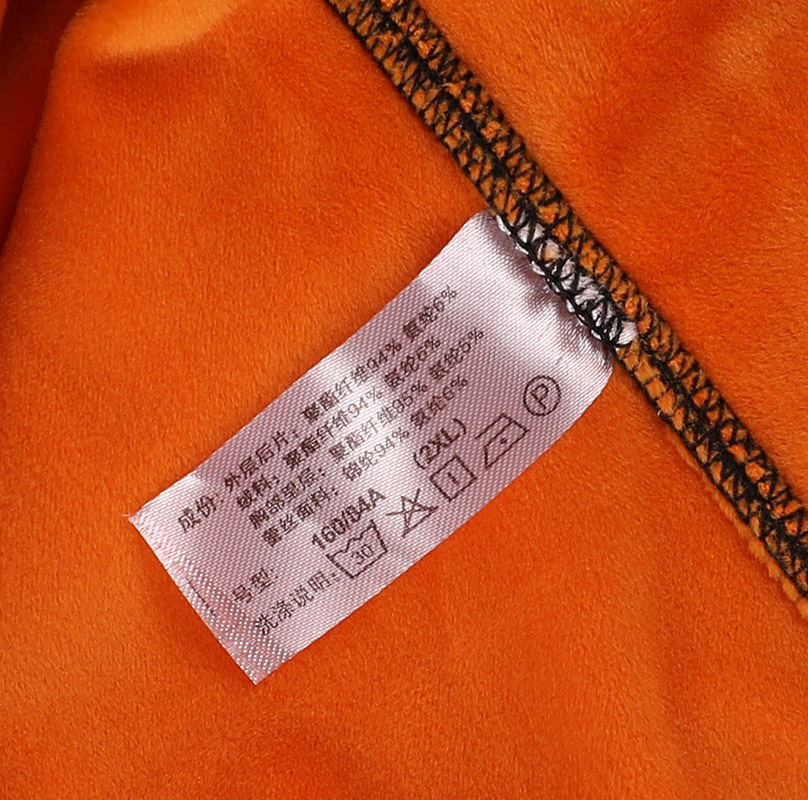 成份: 外层后片: 聚酯纤维94% 氨纶6%
绒料: 聚酯纤维94% 氨纶6%
胸部里层: 聚酯纤维95% 氨纶5%
蕾丝面料: 锦纶94% 氨纶6%
号型: 160/84A (2XL)
洗涤说明: 30 1 P